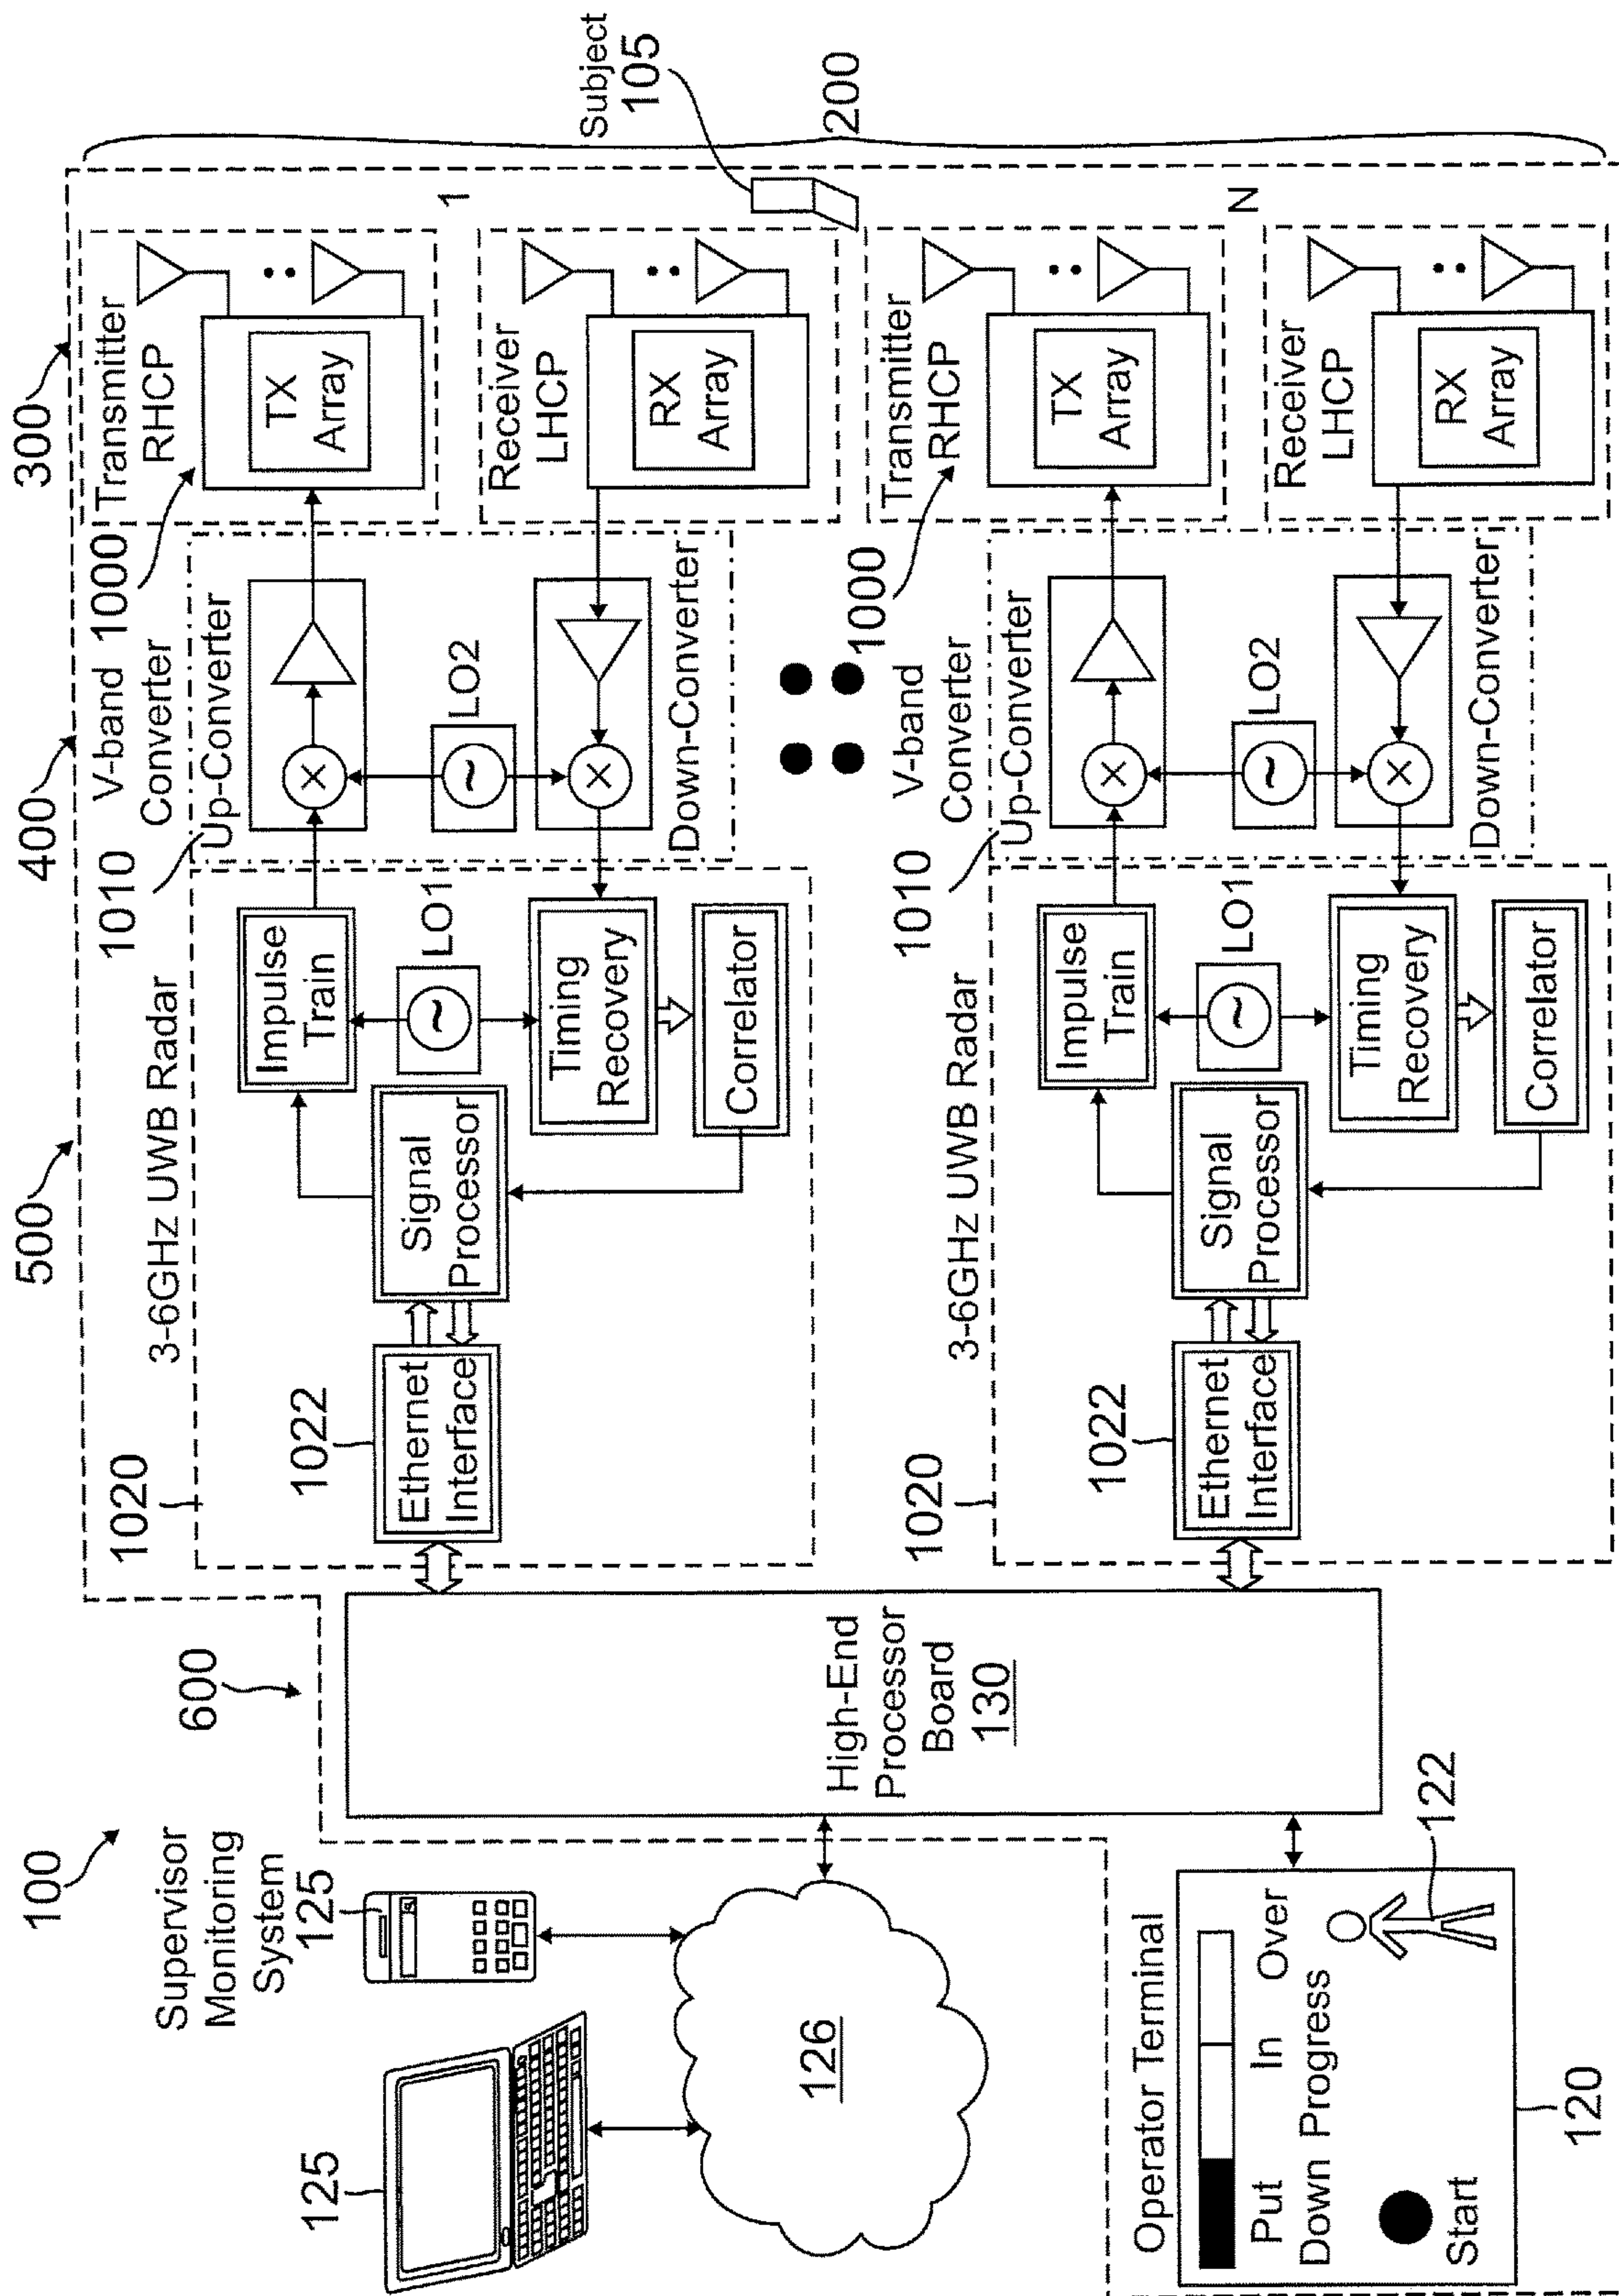 100
Supervisor
Monitoring
System
125
125
126
Operator Terminal
Put
Down
In
Progress
Over
Start
122
120
600
High-End
Processor
Board
130
500
400
300
200
3-6GHz UWB Radar
1020
1022
Ethernet
Interface
Signal
Processor
Impulse
Train
LO1
Timing
Recovery
Correlator
V-band
Converter
1010
Up-Converter
LO2
Down-Converter
1000
Transmitter
RHCP
TX
Array
Receiver
LHCP
RX
Array
1
Subject
105
3-6GHz UWB Radar
1020
1022
Ethernet
Interface
Signal
Processor
Impulse
Train
LO1
Timing
Recovery
Correlator
V-band
Converter
1010
Up-Converter
LO2
Down-Converter
1000
Transmitter
RHCP
TX
Array
Receiver
LHCP
RX
Array
N